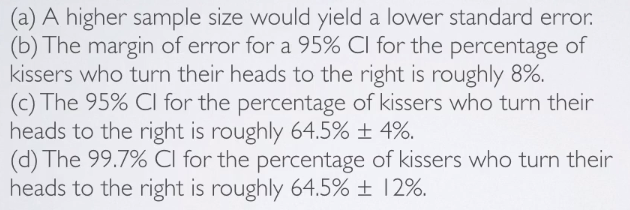 (a) A higher sample size would yield a lower standard error.
(b) The margin of error for a 95% CI for the percentage of
kissers who turn their heads to the right is roughly 8%.
(c) The 95% CI for the percentage of kissers who turn their
heads to the right is roughly 64.5% ± 4%.
(d) The 99.7% CI for the percentage of kissers who turn their
heads to the right is roughly 64.5% ± 12%.